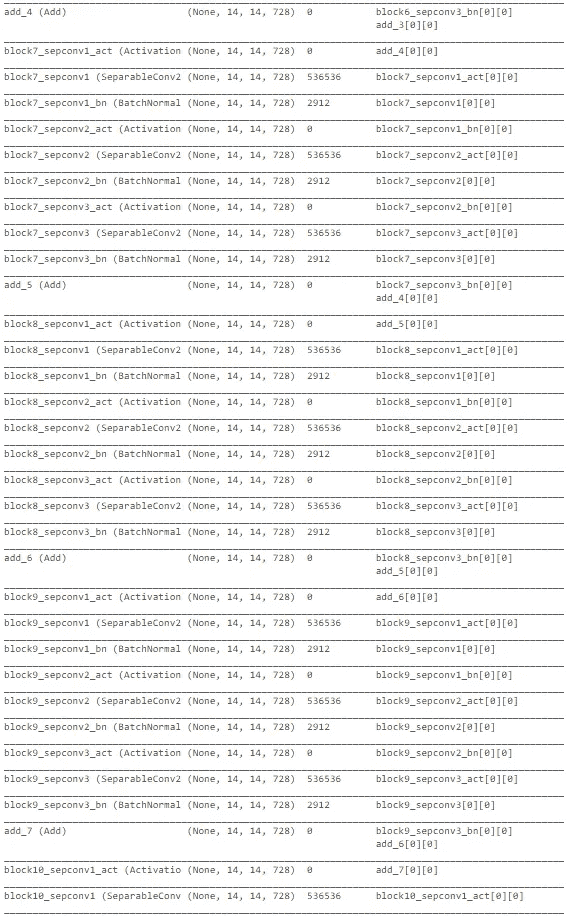 add_4 (Add) (None, 14, 14, 728) 0 block6_sepconv3_bn[0][0]
add_3[0][0]
block7_sepconv1_act (Activation (None, 14, 14, 728) 0 add_4[0][0]
block7_sepconv1 (SeparableConv2 (None, 14, 14, 728) 536536 block7_sepconv1_act[0][0]
block7_sepconv1_bn (BatchNormal (None, 14, 14, 728) 2912 block7_sepconv1[0][0]
block7_sepconv2_act (Activation (None, 14, 14, 728) 0 block7_sepconv1_bn[0][0]
block7_sepconv2 (SeparableConv2 (None, 14, 14, 728) 536536 block7_sepconv2_act[0][0]
block7_sepconv2_bn (BatchNormal (None, 14, 14, 728) 2912 block7_sepconv2[0][0]
block7_sepconv3_act (Activation (None, 14, 14, 728) 0 block7_sepconv2_bn[0][0]
block7_sepconv3 (SeparableConv2 (None, 14, 14, 728) 536536 block7_sepconv3_act[0][0]
block7_sepconv3_bn (BatchNormal (None, 14, 14, 728) 2912 block7_sepconv3[0][0]
add_5 (Add) (None, 14, 14, 728) 0 block7_sepconv3_bn[0][0]
add_4[0][0]
block8_sepconv1_act (Activation (None, 14, 14, 728) 0 add_5[0][0]
block8_sepconv1 (SeparableConv2 (None, 14, 14, 728) 536536 block8_sepconv1_act[0][0]
block8_sepconv1_bn (BatchNormal (None, 14, 14, 728) 2912 block8_sepconv1[0][0]
block8_sepconv2_act (Activation (None, 14, 14, 728) 0 block8_sepconv1_bn[0][0]
block8_sepconv2 (SeparableConv2 (None, 14, 14, 728) 536536 block8_sepconv2_act[0][0]
block8_sepconv2_bn (BatchNormal (None, 14, 14, 728) 2912 block8_sepconv2[0][0]
block8_sepconv3_act (Activation (None, 14, 14, 728) 0 block8_sepconv2_bn[0][0]
block8_sepconv3 (SeparableConv2 (None, 14, 14, 728) 536536 block8_sepconv3_act[0][0]
block8_sepconv3_bn (BatchNormal (None, 14, 14, 728) 2912 block8_sepconv3[0][0]
add_6 (Add) (None, 14, 14, 728) 0 block8_sepconv3_bn[0][0]
add_5[0][0]
block9_sepconv1_act (Activation (None, 14, 14, 728) 0 add_6[0][0]
block9_sepconv1 (SeparableConv2 (None, 14, 14, 728) 536536 block9_sepconv1_act[0][0]
block9_sepconv1_bn (BatchNormal (None, 14, 14, 728) 2912 block9_sepconv1[0][0]
block9_sepconv2_act (Activation (None, 14, 14, 728) 0 block9_sepconv1_bn[0][0]
block9_sepconv2 (SeparableConv2 (None, 14, 14, 728) 536536 block9_sepconv2_act[0][0]
block9_sepconv2_bn (BatchNormal (None, 14, 14, 728) 2912 block9_sepconv2[0][0]
block9_sepconv3_act (Activation (None, 14, 14, 728) 0 block9_sepconv2_bn[0][0]
block9_sepconv3 (SeparableConv2 (None, 14, 14, 728) 536536 block9_sepconv3_act[0][0]
block9_sepconv3_bn (BatchNormal (None, 14, 14, 728) 2912 block9_sepconv3[0][0]
add_7 (Add) (None, 14, 14, 728) 0 block9_sepconv3_bn[0][0]
add_6[0][0]
block10_sepconv1_act (Activatio (None, 14, 14, 728) 0 add_7[0][0]
block10_sepconv1 (SeparableConv (None, 14, 14, 728) 536536 block10_sepconv1_act[0][0]